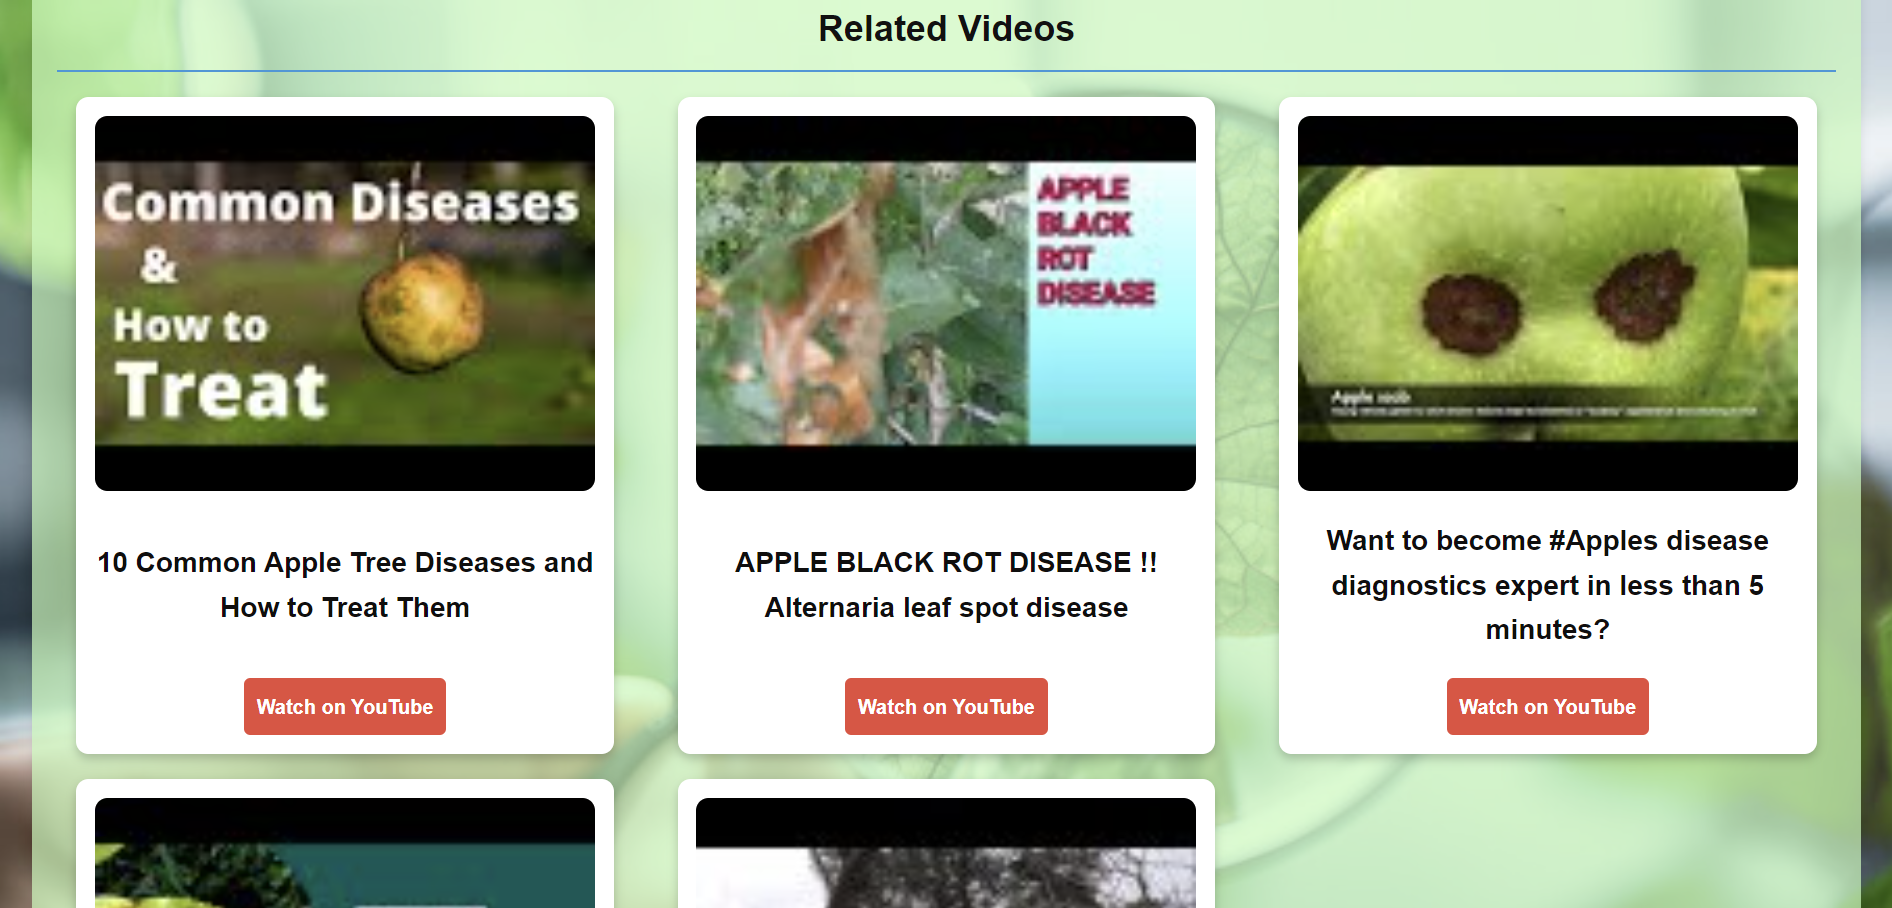 Related Videos
Common Diseases
&
How to
Treat
APPLE
BLACK
ROT
DISEASE
Apple scab
10 Common Apple Tree Diseases and
How to Treat Them
APPLE BLACK ROT DISEASE !!
Alternaria leaf spot disease
Want to become #Apples disease
diagnostics expert in less than 5
minutes?
Watch on YouTube
Watch on YouTube
Watch on YouTube